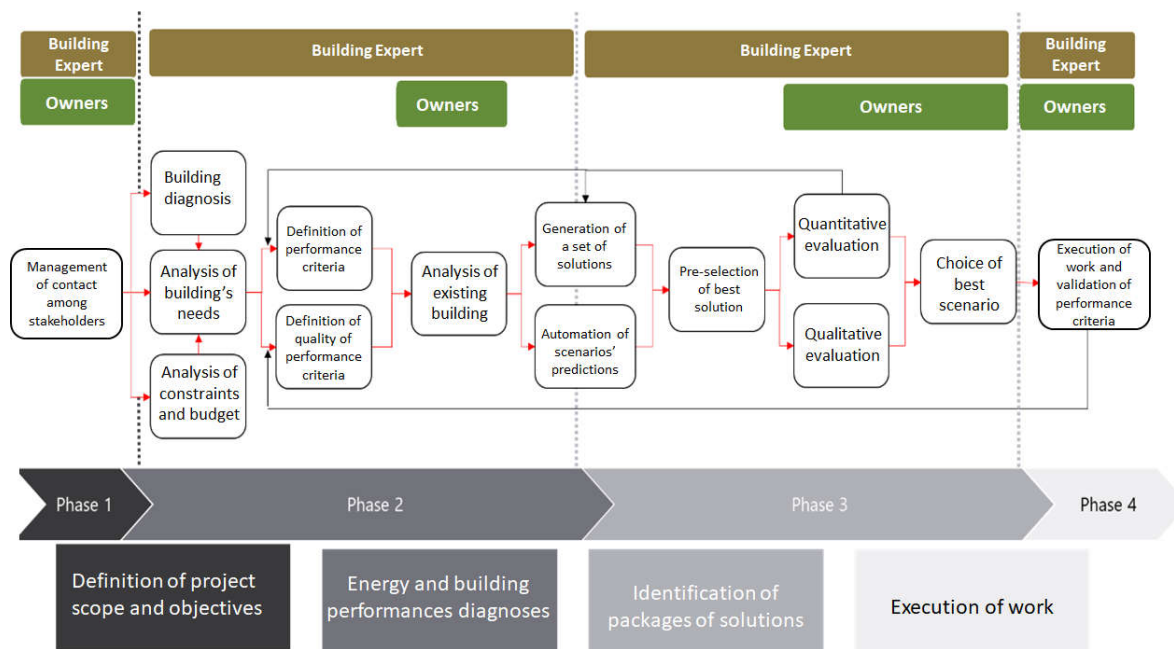 Building
Expert
Building Expert
Building Expert
Building
Expert
Owners
Owners
Owners
Owners
Building
diagnosis
Management
of contact
among
stakeholders
Analysis of
building's
needs
Analysis of
constraints
and budget
Definition of
performance
criteria
Definition of
quality of
performance
criteria
Analysis of
existing
building
Generation of
a set of
solutions
Automation of
scenarios'
predictions
Pre-selection
of best
solution
Quantitative
evaluation
Qualitative
evaluation
Choice of
best
scenario
Execution of
work and
validation of
performance
criteria
Phase 1
Phase 2
Phase 3
Phase 4
Definition of project
scope and objectives
Energy and building
performances diagnoses
Identification of
packages of solutions
Execution of work